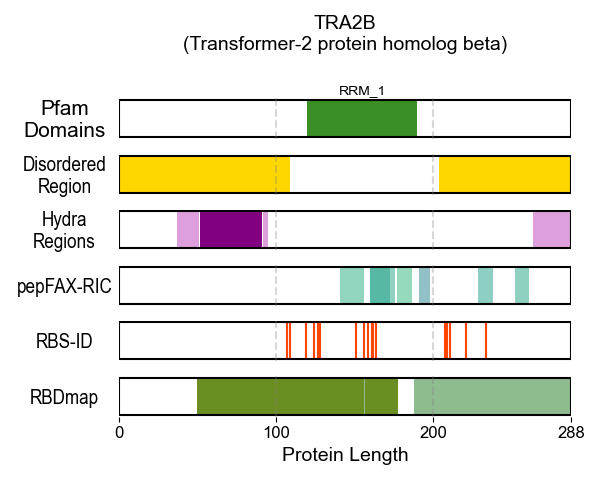 TRA2B
(Transformer-2 protein homolog beta)
RRM_1
Pfam
Domains
Disordered
Region
Hydra
Regions
pepFAX-RIC
RBS-ID
RBDmap
0 100 200 288
Protein Length